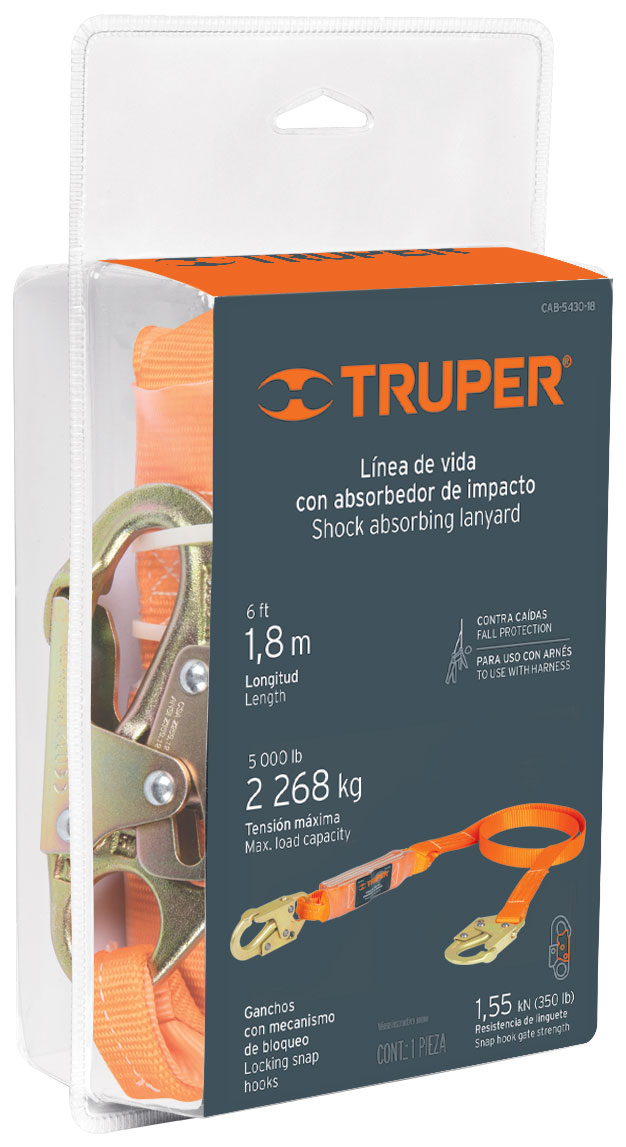 TRUPER
CAB-5430-18
TRUPER®
Línea de vida
con absorbedor de impacto
Shock absorbing lanyard
6 ft
1,8 m
Longitud
Length
CONTRA CAÍDAS
FALL PROTECTION
PARA USO CON ARNÉS
TO USE WITH HARNESS
5 000 lb
2 268 kg
Tensión máxima
Max. load capacity
TRUPER
Ganchos
con mecanismo
de bloqueo
Locking snap
hooks
CONT.: 1 PIEZA
1,55 kN (350 lb)
Resistencia de linguete
Snap hook gate strength